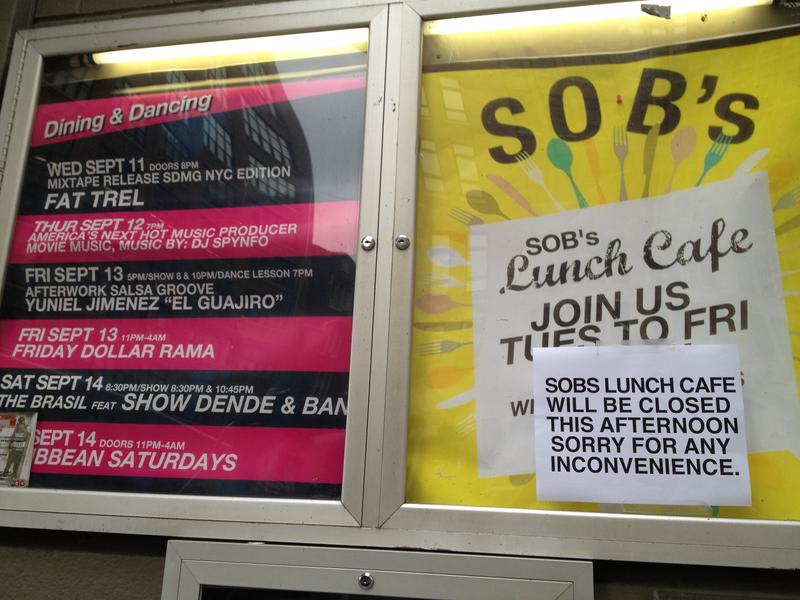 Dining & Dancing
WED SEPT 11 DOORS 8PM
MIXTAPE RELEASE SDMG NYC EDITION
FAT TREL
THUR SEPT 12 7PM
AMERICA'S NEXT HOT MUSIC PRODUCER
MOVIE MUSIC, MUSIC BY: DJ SPYNFO
FRI SEPT 13 5PM/SHOW 8 & 10PM/DANCE LESSON 7PM
AFTERWORK SALSA GROOVE
YUNIEL JIMENEZ "EL GUAJIRO"
FRI SEPT 13 11PM-4AM
FRIDAY DOLLAR RAMA
SAT SEPT 14 6:30PM/SHOW 8:30PM & 10:45PM
THE BRASIL FEAT SHOW DENDE & BAN
SEPT 14 DOORS 11PM-4AM
BBEAN SATURDAYS
SOB's
SOB's
Lunch Cafe
JOIN US
TUES TO FRI
SOBS LUNCH CAFE
WILL BE CLOSED
THIS AFTERNOON
SORRY FOR ANY
INCONVENIENCE.